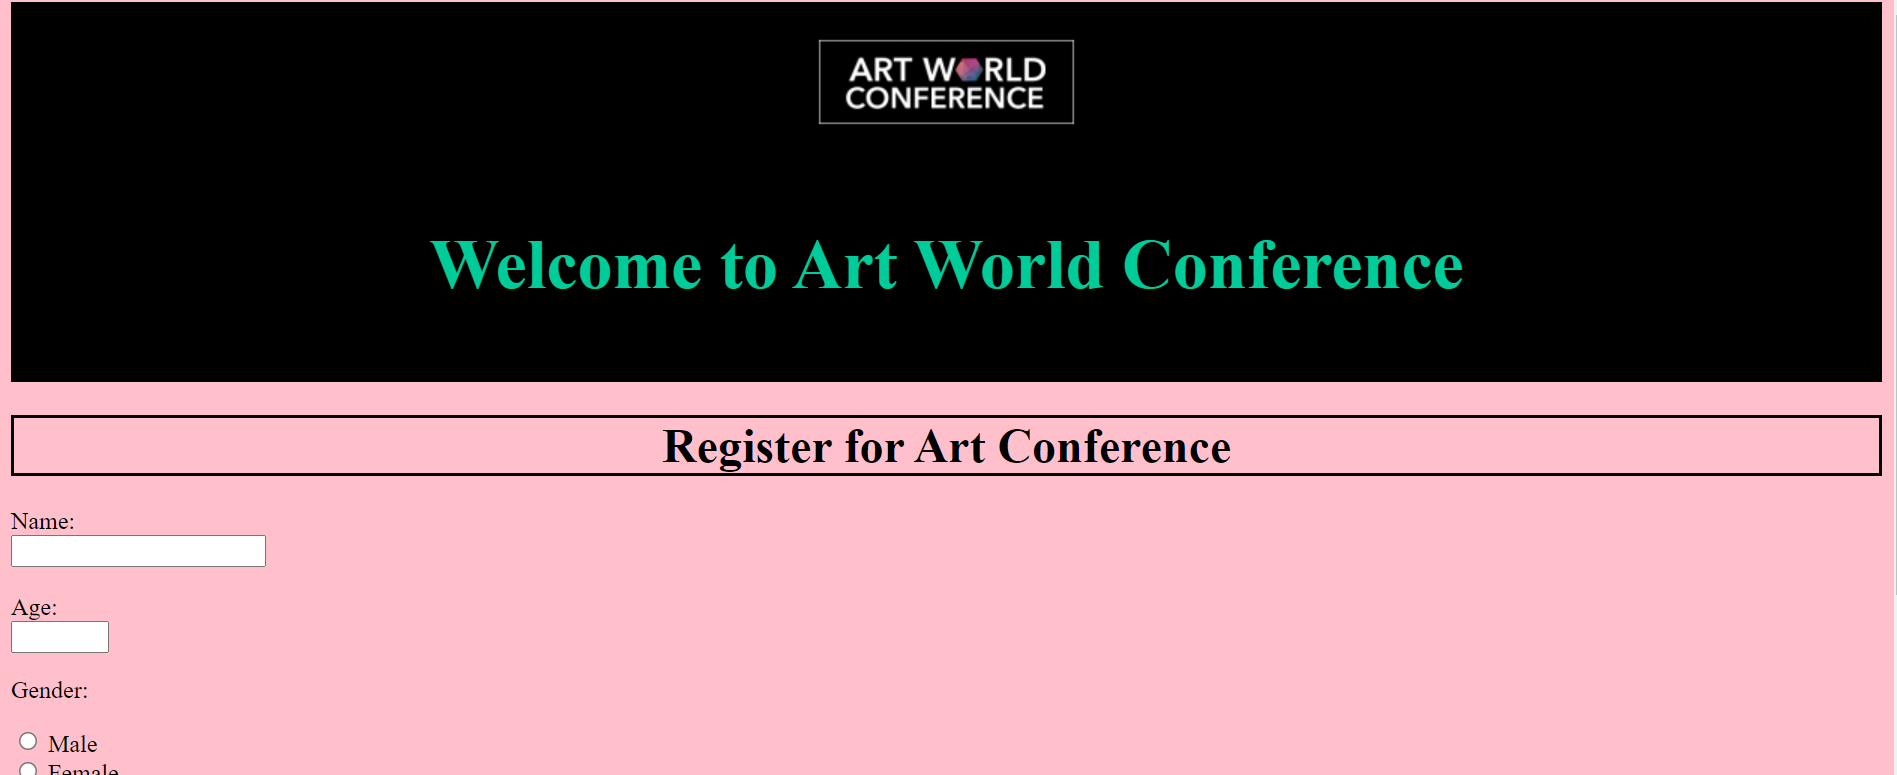 ART WORLD
CONFERENCE
Welcome to Art World Conference
Register for Art Conference
Name:
Age:
Gender:
Male
Female